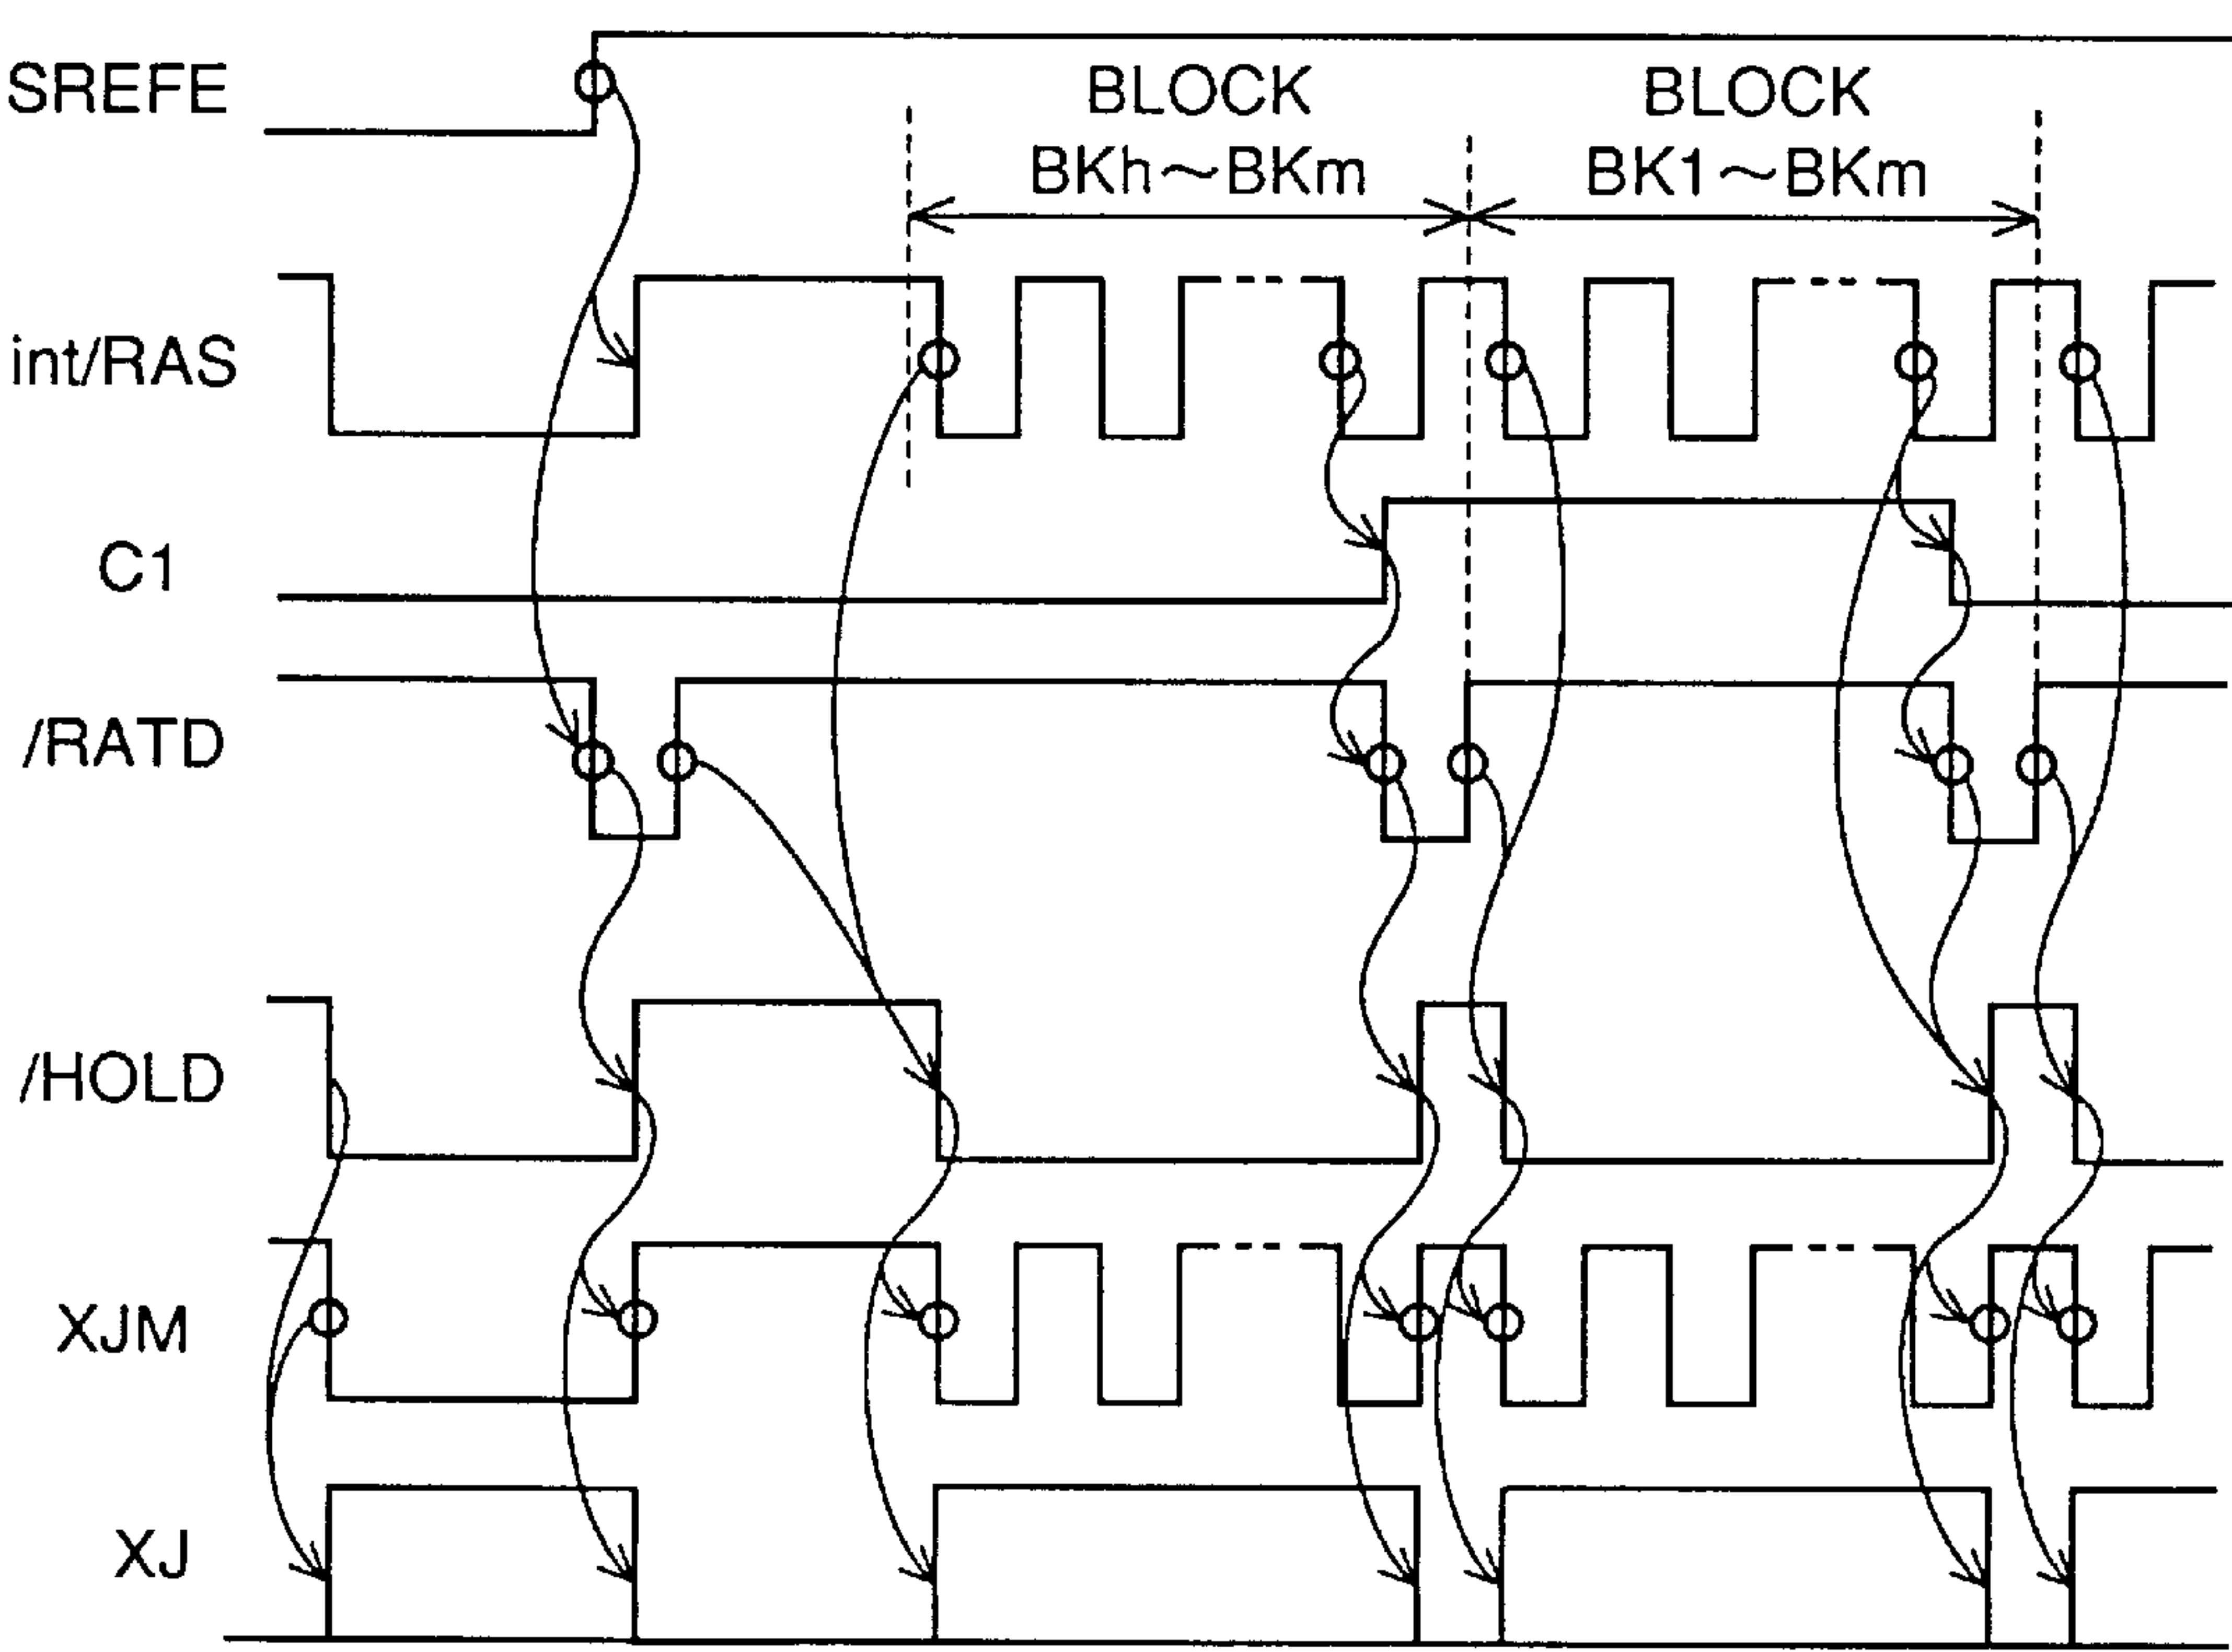 SREFE
BLOCK
BKh~BKm
BLOCK
BK1~BKm
int/RAS
C1
/RATD
/HOLD
XJM
XJ